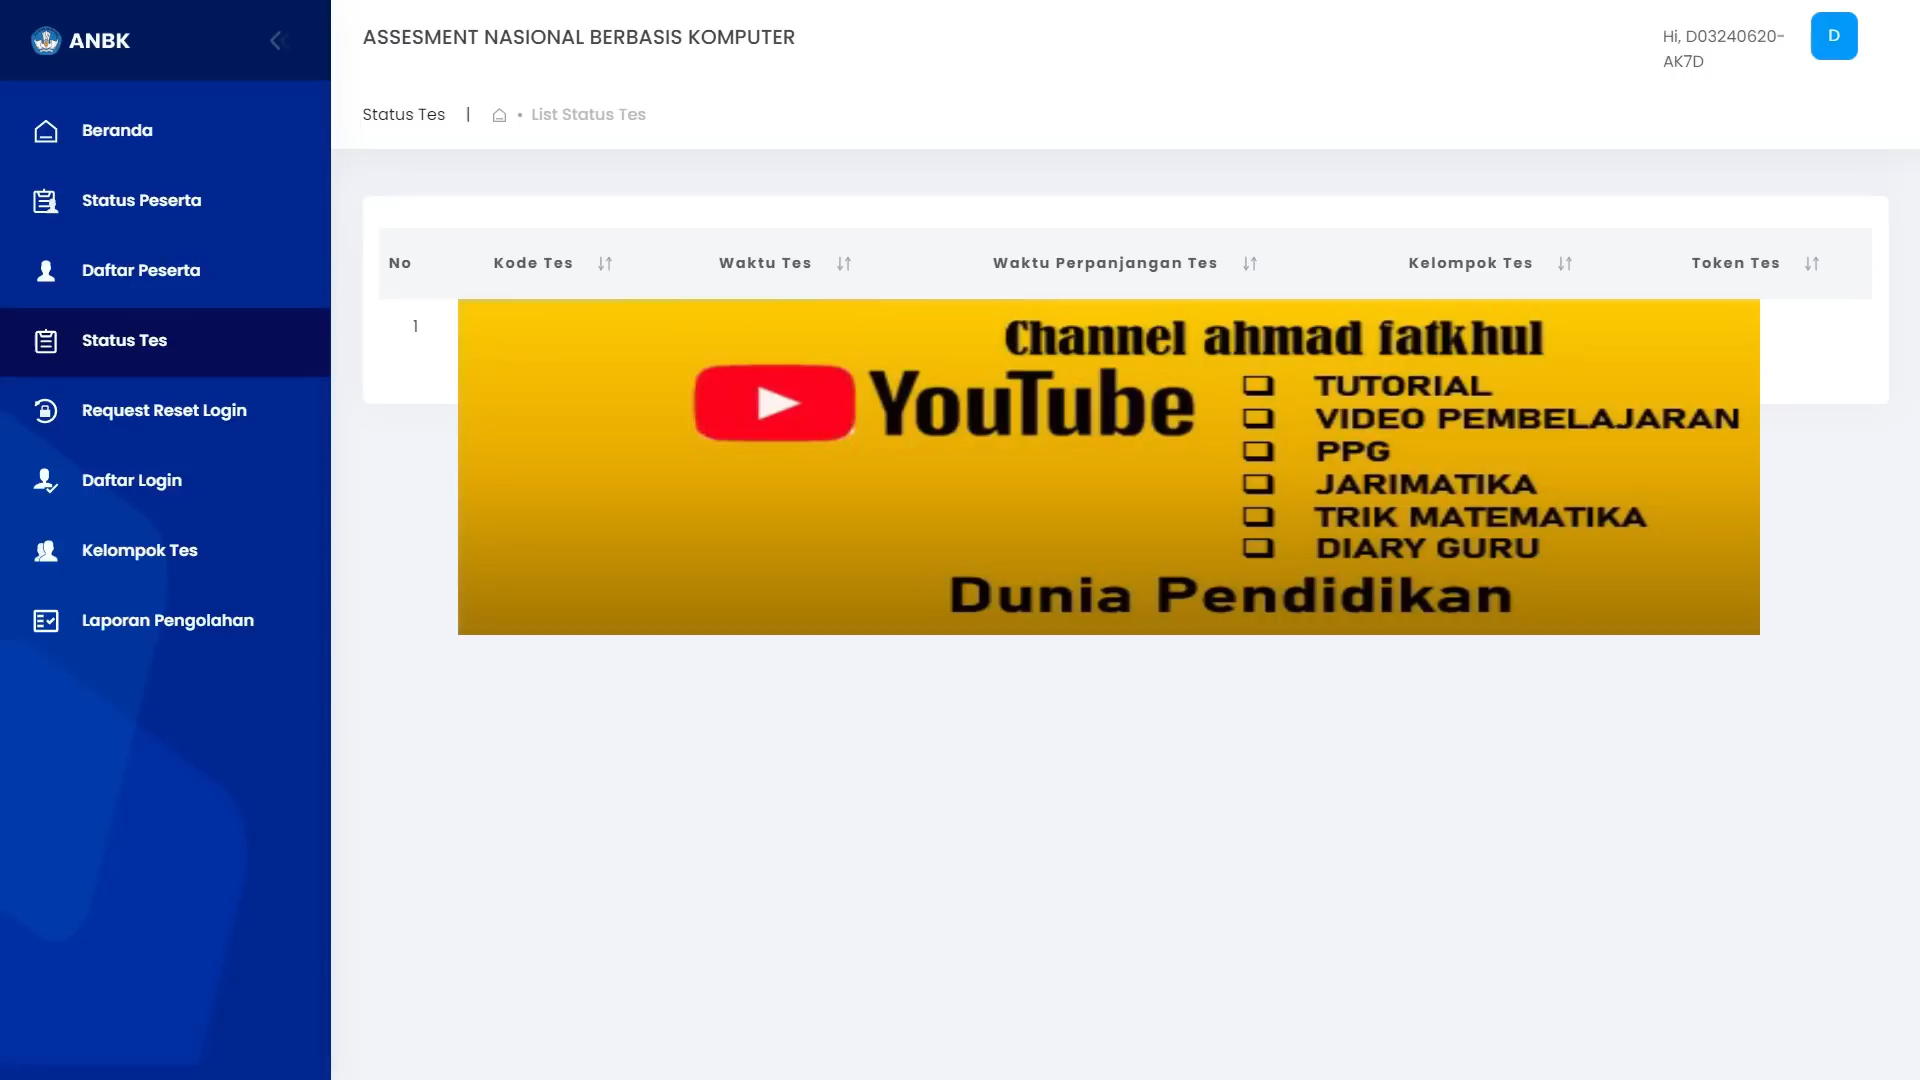 ANBK
Beranda
Status Peserta
Daftar Peserta
Status Tes
Request Reset Login
Daftar Login
Kelompok Tes
Laporan Pengolahan
ASSESMENT NASIONAL BERBASIS KOMPUTER
Hi, D03240620-
AK7D
D
Status Tes | • List Status Tes
No Kode Tes Waktu Tes Waktu Perpanjangan Tes Kelompok Tes Token Tes
1
Channel ahmad fatkhul
YouTube
TUTORIAL
VIDEO PEMBELAJARAN
PPG
JARIMATIKA
TRIK MATEMATIKA
DIARY GURU
Dunia Pendidikan